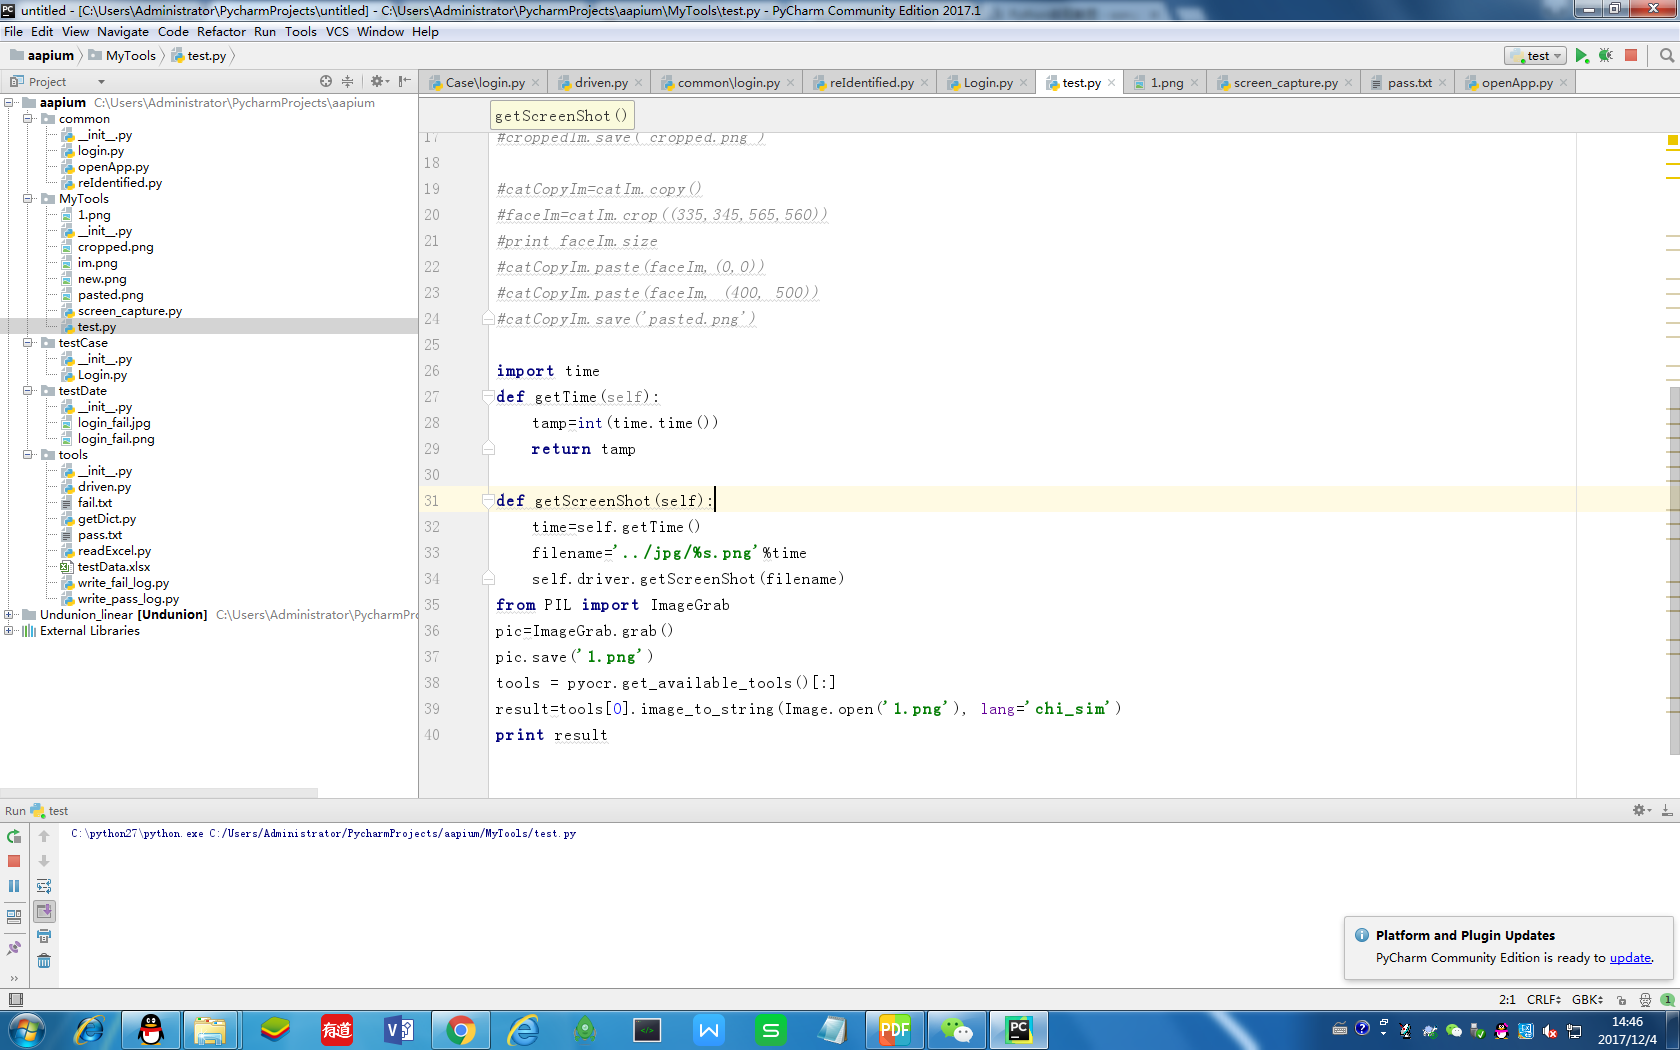 untitled - [C:\Users\Administrator\PycharmProjects\untitled] - C:\Users\Administrator\PycharmProjects\aapium\MyTools\test.py - PyCharm Community Edition 2017.1
File Edit View Navigate Code Refactor Run Tools VCS Window Help
aapium MyTools test.py
test
Project
Case\login.py driven.py common\login.py reIdentified.py Login.py test.py 1.png screen_capture.py pass.txt openApp.py
aapium C:\Users\Administrator\PycharmProjects\aapium
common
__init__.py
login.py
openApp.py
reIdentified.py
MyTools
1.png
__init__.py
cropped.png
im.png
new.png
pasted.png
screen_capture.py
test.py
testCase
__init__.py
Login.py
testDate
__init__.py
login_fail.jpg
login_fail.png
tools
__init__.py
driven.py
fail.txt
getDict.py
pass.txt
readExcel.py
testData.xlsx
write_fail_log.py
write_pass_log.py
Undunion_linear [Undunion] C:\Users\Administrator\PycharmPr
External Libraries
getScreenShot()
17 #croppedIm.save( cropped.png )
18
19 #catCopyIm=catIm.copy()
20 #faceIm=catIm.crop((335,345,565,560))
21 #print faceIm.size
22 #catCopyIm.paste(faceIm,(0,0))
23 #catCopyIm.paste(faceIm, (400, 500))
24 #catCopyIm.save('pasted.png')
25
26 import time
27 def getTime(self):
28 tamp=int(time.time())
29 return tamp
30
31 def getScreenShot(self):
32 time=self.getTime()
33 filename='../jpg/%s.png'%time
34 self.driver.getScreenShot(filename)
35 from PIL import ImageGrab
36 pic=ImageGrab.grab()
37 pic.save('1.png')
38 tools = pyocr.get_available_tools()[:]
39 result=tools[0].image_to_string(Image.open('1.png'), lang='chi_sim')
40 print result
Run test
C:\python27\python.exe C:/Users/Administrator/PycharmProjects/aapium/MyTools/test.py
Platform and Plugin Updates
PyCharm Community Edition is ready to update.
2:1 CRLF GBK 1
有道
PDF
PC
14:46
2017/12/4